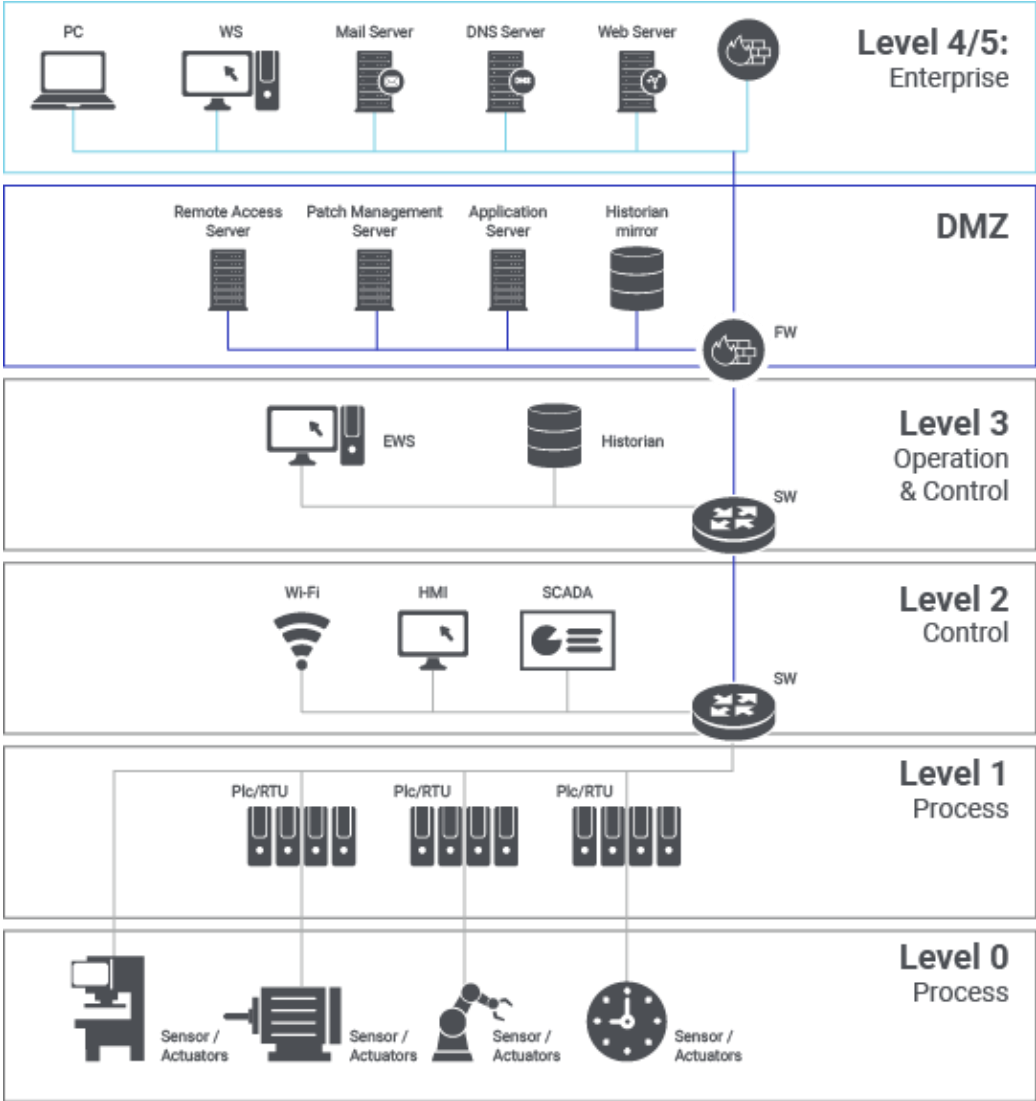 PC
WS
Mail Server
DNS Server
Web Server
Level 4/5:
Enterprise
Remote Access
Server
Patch Management
Server
Application
Server
Historian
mirror
DMZ
FW
EWS
Historian
Level 3
Operation
& Control
SW
Wi-Fi
HMI
SCADA
Level 2
Control
SW
Plc/RTU
Plc/RTU
Plc/RTU
Level 1
Process
Level 0
Process
Sensor /
Actuators
Sensor /
Actuators
Sensor /
Actuators
Sensor /
Actuators